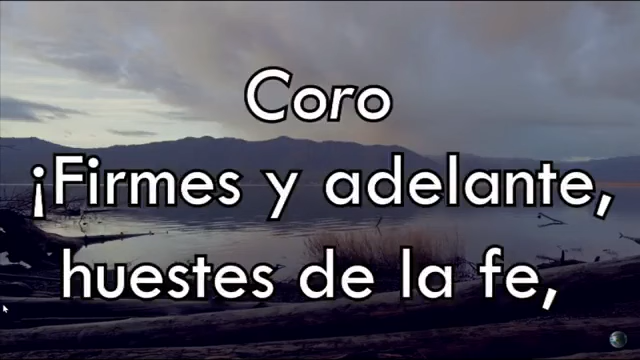 Coro
¡Firmes y adelante,
huestes de la fe,